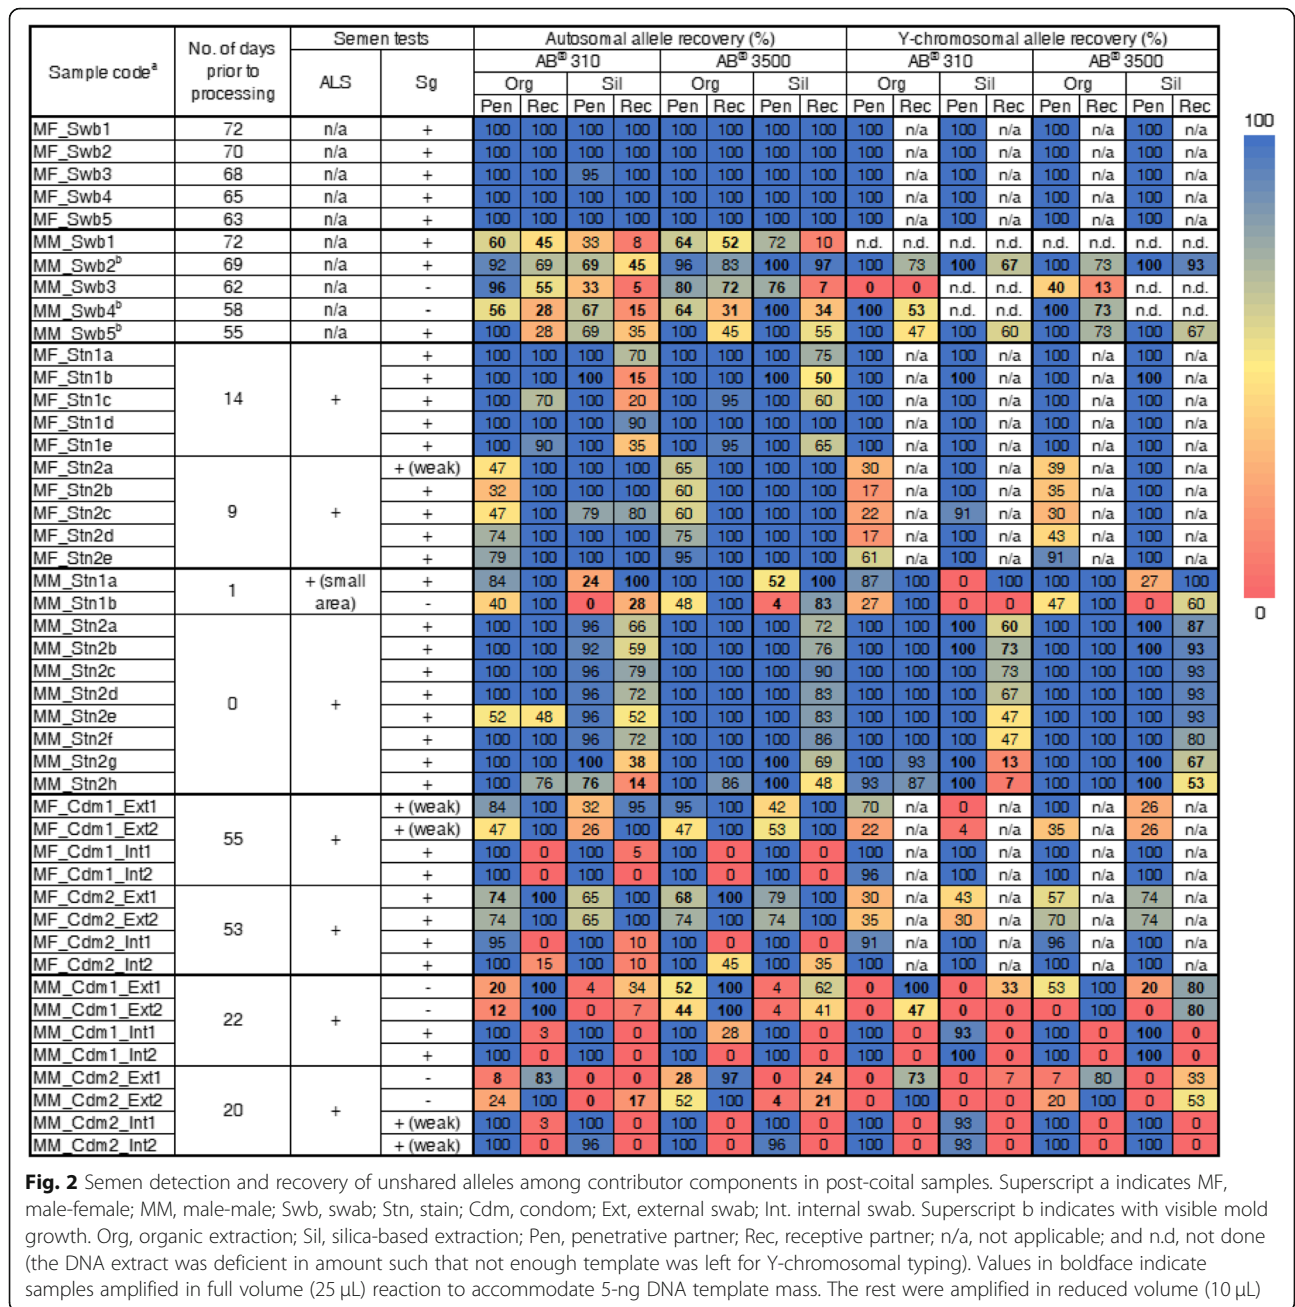 Sample codeᵃ No. of days prior to processing Semen tests Autosomal allele recovery (%) Y-chromosomal allele recovery (%)
ALS Sg AB 310 AB 3500 AB 310 AB 3500
Org Sil Org Sil Org Sil Org Sil
Pen Rec Pen Rec Pen Rec Pen Rec Pen Rec Pen Rec Pen Rec Pen Rec
MF_Swb1 72 n/a + 100 100 100 100 100 100 100 100 100 n/a 100 n/a 100 n/a 100 n/a
MF_Swb2 70 n/a + 100 100 100 100 100 100 100 100 100 n/a 100 n/a 100 n/a 100 n/a
MF_Swb3 68 n/a + 100 100 95 100 100 100 100 100 100 n/a 100 n/a 100 n/a 100 n/a
MF_Swb4 65 n/a + 100 100 100 100 100 100 100 100 100 n/a 100 n/a 100 n/a 100 n/a
MF_Swb5 63 n/a + 100 100 100 100 100 100 100 100 100 n/a 100 n/a 100 n/a 100 n/a
MM_Swb1 72 n/a + 60 45 33 8 64 52 72 10 n.d. n.d. n.d. n.d. n.d. n.d. n.d. n.d.
MM_Swb2ᵇ 69 n/a + 92 69 69 45 96 83 100 97 100 73 100 67 100 73 100 93
MM_Swb3 62 n/a - 96 55 33 5 80 72 76 7 0 0 n.d. n.d. 40 13 n.d. n.d.
MM_Swb4ᵇ 58 n/a - 56 28 67 15 64 31 100 34 100 53 n.d. n.d. 100 73 n.d. n.d.
MM_Swb5ᵇ 55 n/a + 100 28 69 35 100 45 100 55 100 47 100 60 100 73 100 67
MF_Stn1a 14 + + 100 100 100 70 100 100 100 75 100 n/a 100 n/a 100 n/a 100 n/a
MF_Stn1b + 100 100 100 15 100 100 100 50 100 n/a 100 n/a 100 n/a 100 n/a
MF_Stn1c + 100 70 100 20 100 95 100 60 100 n/a 100 n/a 100 n/a 100 n/a
MF_Stn1d + 100 100 100 90 100 100 100 100 100 n/a 100 n/a 100 n/a 100 n/a
MF_Stn1e + 100 90 100 35 100 95 100 65 100 n/a 100 n/a 100 n/a 100 n/a
MF_Stn2a 9 + + (weak) 47 100 100 100 65 100 100 100 30 n/a 100 n/a 39 n/a 100 n/a
MF_Stn2b + 32 100 100 100 60 100 100 100 17 n/a 100 n/a 35 n/a 100 n/a
MF_Stn2c + 47 100 79 80 60 100 100 100 22 n/a 91 n/a 30 n/a 100 n/a
MF_Stn2d + 74 100 100 100 75 100 100 100 17 n/a 100 n/a 43 n/a 100 n/a
MF_Stn2e + 79 100 100 100 95 100 100 100 61 n/a 100 n/a 91 n/a 100 n/a
MM_Stn1a 1 + (small area) + 84 100 24 100 100 100 52 100 87 100 0 100 100 100 27 100
MM_Stn1b - 40 100 0 28 48 100 4 83 27 100 0 0 47 100 0 60
MM_Stn2a 0 + + 100 100 96 66 100 100 100 72 100 100 100 60 100 100 100 87
MM_Stn2b + 100 100 92 59 100 100 100 76 100 100 100 73 100 100 100 93
MM_Stn2c + 100 100 96 79 100 100 100 90 100 100 100 73 100 100 100 93
MM_Stn2d + 100 100 96 72 100 100 100 83 100 100 100 67 100 100 100 93
MM_Stn2e + 52 48 96 52 100 100 100 83 100 100 100 47 100 100 100 93
MM_Stn2f + 100 100 96 72 100 100 100 86 100 100 100 47 100 100 100 80
MM_Stn2g + 100 100 100 38 100 100 100 69 100 93 100 13 100 100 100 67
MM_Stn2h + 100 76 76 14 100 86 100 48 93 87 100 7 100 100 100 53
MF_Cdm1_Ext1 55 + + (weak) 84 100 32 95 95 100 42 100 70 n/a 0 n/a 100 n/a 26 n/a
MF_Cdm1_Ext2 + (weak) 47 100 26 100 47 100 53 100 22 n/a 4 n/a 35 n/a 26 n/a
MF_Cdm1_Int1 + 100 0 100 5 100 0 100 0 100 n/a 100 n/a 100 n/a 100 n/a
MF_Cdm1_Int2 + 100 0 100 0 100 0 100 0 96 n/a 100 n/a 100 n/a 100 n/a
MF_Cdm2_Ext1 53 + + 74 100 65 100 68 100 79 100 30 n/a 43 n/a 57 n/a 74 n/a
MF_Cdm2_Ext2 + 74 100 65 100 74 100 74 100 35 n/a 30 n/a 70 n/a 74 n/a
MF_Cdm2_Int1 + 95 0 100 10 100 0 100 0 91 n/a 100 n/a 96 n/a 100 n/a
MF_Cdm2_Int2 + 100 15 100 10 100 45 100 35 100 n/a 100 n/a 100 n/a 100 n/a
MM_Cdm1_Ext1 22 + - 20 100 4 34 52 100 4 62 0 100 0 33 53 100 20 80
MM_Cdm1_Ext2 - 12 100 0 7 44 100 4 41 0 47 0 0 0 100 0 80
MM_Cdm1_Int1 + 100 3 100 0 100 28 100 0 100 0 93 0 100 0 100 0
MM_Cdm1_Int2 + 100 0 100 0 100 0 100 0 100 0 100 0 100 0 100 0
MM_Cdm2_Ext1 20 + - 8 83 0 0 28 97 0 24 0 73 0 7 7 80 0 33
MM_Cdm2_Ext2 - 24 100 0 17 52 100 4 21 0 100 0 0 20 100 0 53
MM_Cdm2_Int1 + (weak) 100 3 100 0 100 0 100 0 100 0 93 0 100 0 100 0
MM_Cdm2_Int2 + (weak) 100 0 96 0 100 0 96 0 100 0 93 0 100 0 100 0
100
0
Fig. 2 Semen detection and recovery of unshared alleles among contributor components in post-coital samples. Superscript a indicates MF,
male-female; MM, male-male; Swb, swab; Stn, stain; Cdm, condom; Ext, external swab; Int. internal swab. Superscript b indicates with visible mold
growth. Org, organic extraction; Sil, silica-based extraction; Pen, penetrative partner; Rec, receptive partner; n/a, not applicable; and n.d, not done
(the DNA extract was deficient in amount such that not enough template was left for Y-chromosomal typing). Values in boldface indicate
samples amplified in full volume (25 μL) reaction to accommodate 5-ng DNA template mass. The rest were amplified in reduced volume (10 μL)